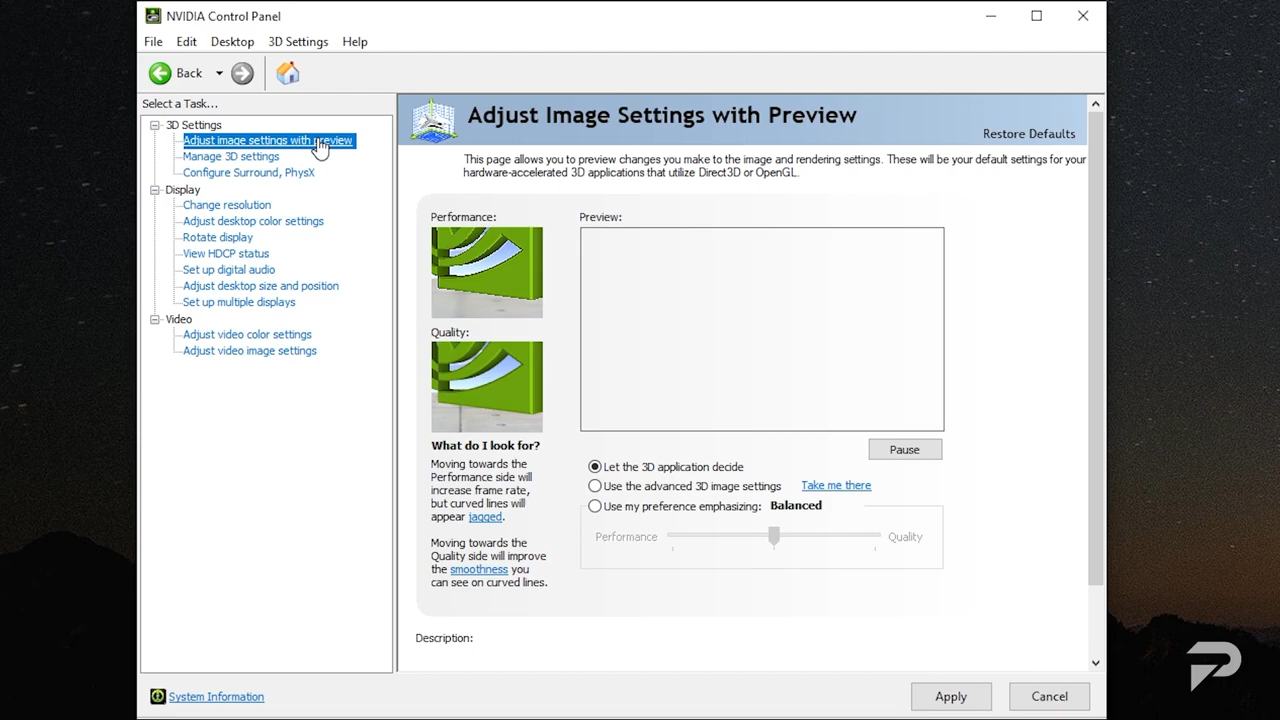 NVIDIA Control Panel
File Edit Desktop 3D Settings Help
Back
Select a Task...
3D Settings
Adjust image settings with preview
Manage 3D settings
Configure Surround, PhysX
Display
Change resolution
Adjust desktop color settings
Rotate display
View HDCP status
Set up digital audio
Adjust desktop size and position
Set up multiple displays
Video
Adjust video color settings
Adjust video image settings
System Information
Adjust Image Settings with Preview
Restore Defaults
This page allows you to preview changes you make to the image and rendering settings. These will be your default settings for your
hardware-accelerated 3D applications that utilize Direct3D or OpenGL.
Performance:
Quality:
What do I look for?
Moving towards the
Performance side will
increase frame rate,
but curved lines will
appear jagged.
Moving towards the
Quality side will improve
the smoothness you
can see on curved lines.
Preview:
Pause
Let the 3D application decide
Use the advanced 3D image settings Take me there
Use my preference emphasizing: Balanced
Performance Quality
Description:
Apply Cancel